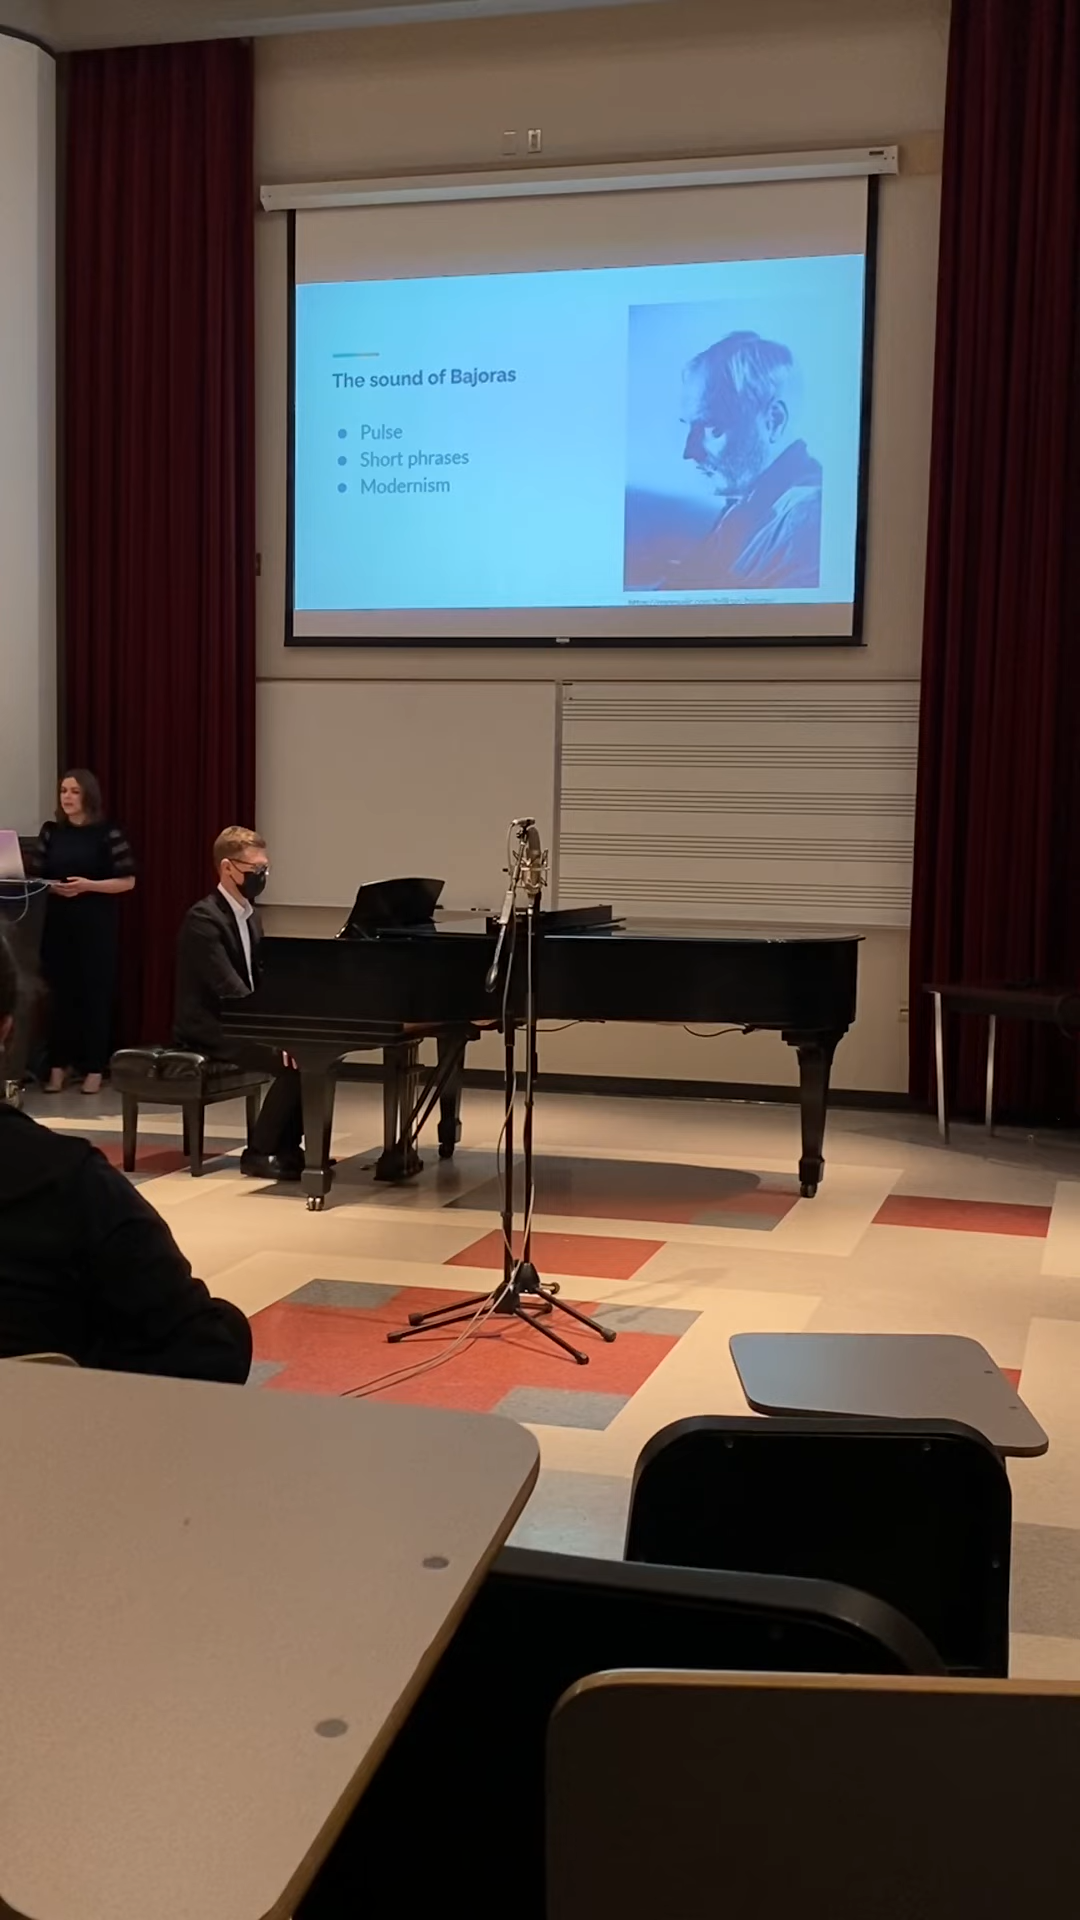 The sound of Bajoras
● Pulse
● Short phrases
● Modernism